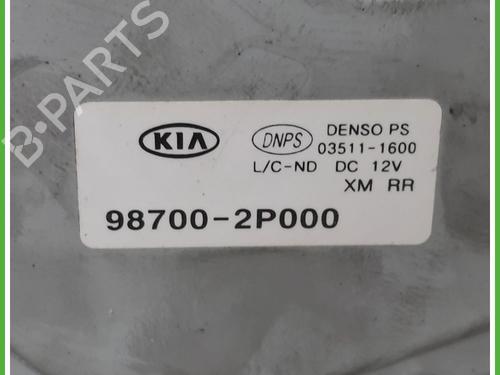 B-PARTS
KIA
DNPS
DENSO PS
03511-1600
L/C-ND DC 12V
XM RR
98700-2P000